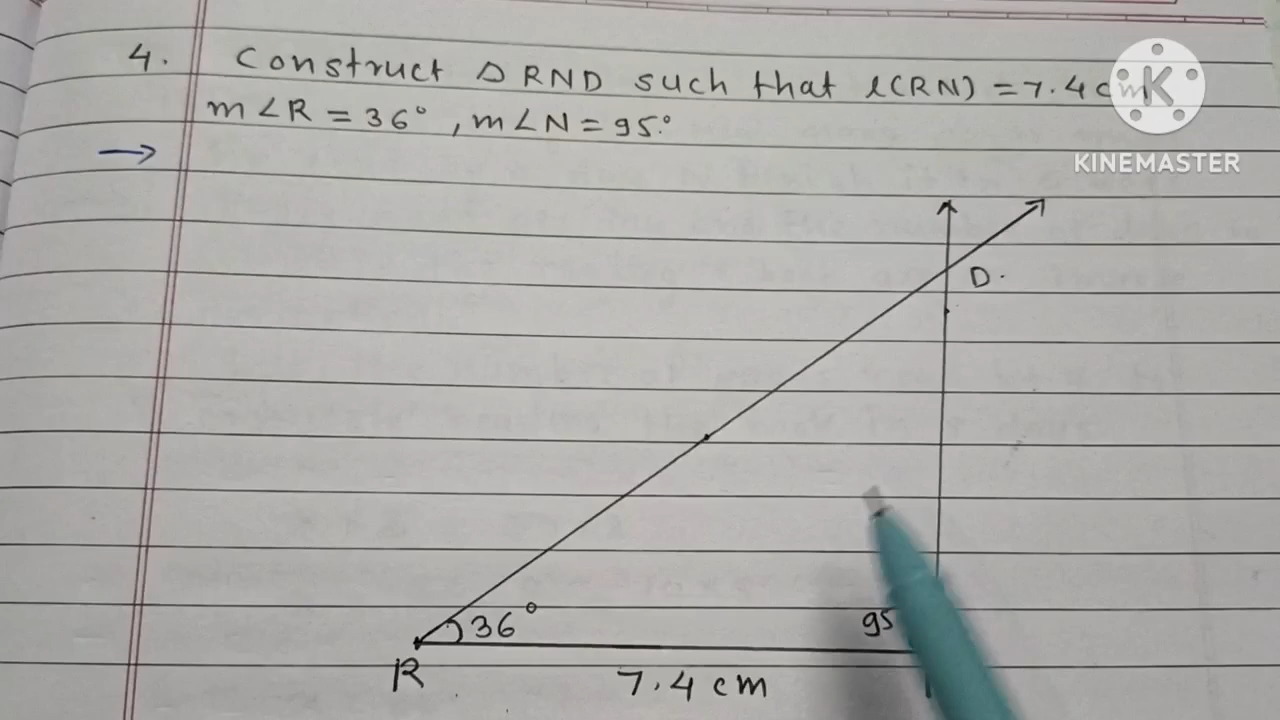 4. Construct △RND such that l(RN) = 7.4 cm
m∠R = 36°, m∠N = 95°.
KINEMASTER
D.
36°
95
R
7.4 cm